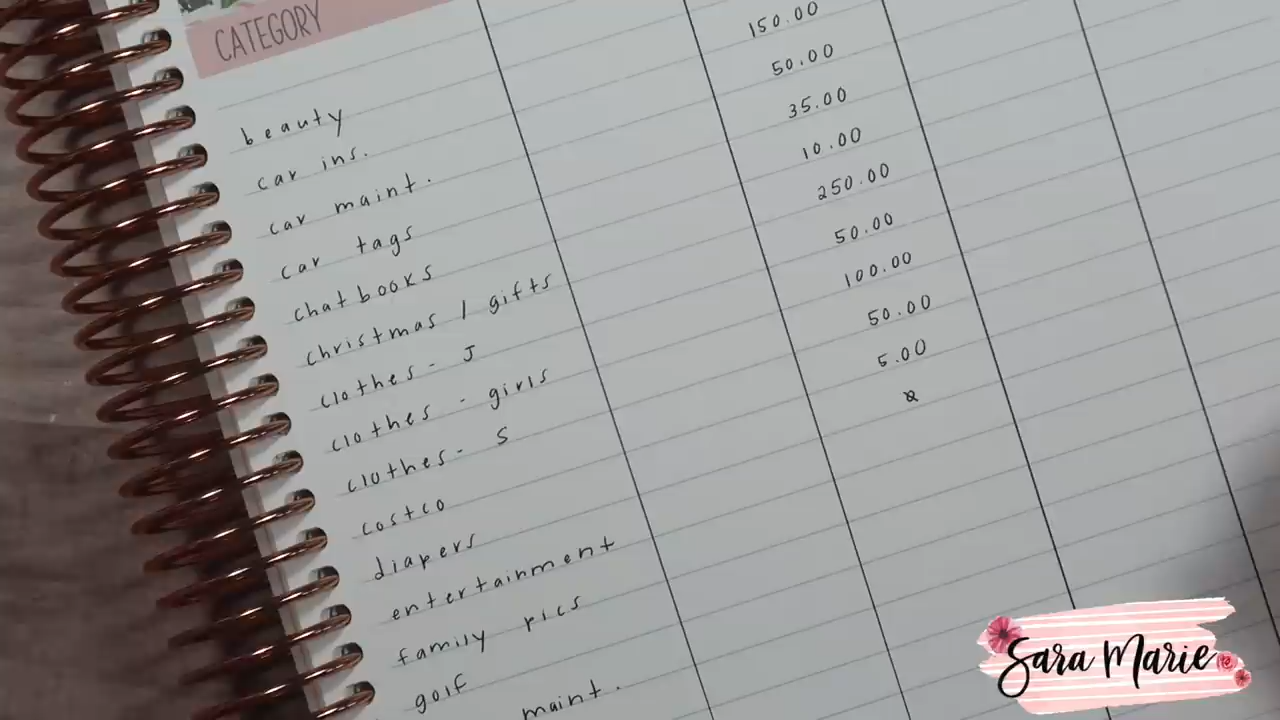 CATEGORY
beauty
car ins. 150.00
car maint. 50.00
car tags 35.00
chatbooks 10.00
christmas / gifts 250.00
clothes - J 50.00
clothes - girls 100.00
clothes - S 50.00
costco 5.00
diapers
entertainment
family pics
golf
maint.
Sara Marie